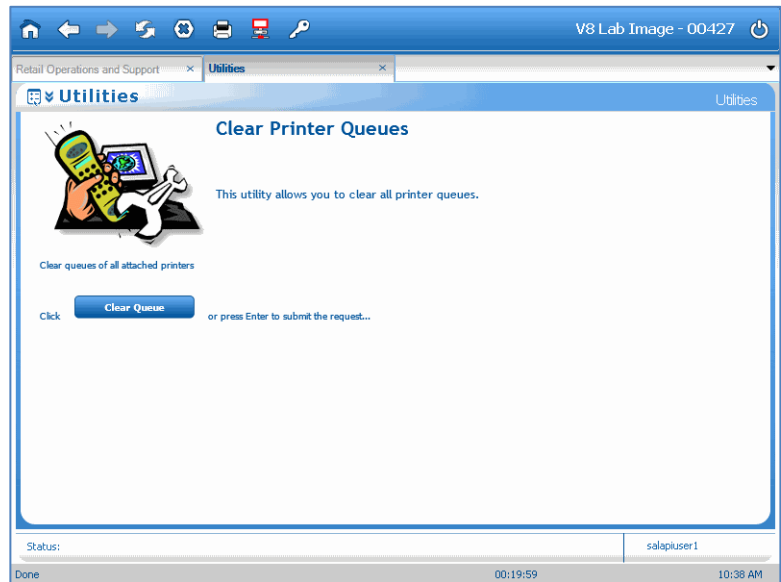 V8 Lab Image - 00427
Retail Operations and Support ×
Utilities ×
Utilities
Utilities
Clear Printer Queues
This utility allows you to clear all printer queues.
Clear queues of all attached printers
Click Clear Queue or press Enter to submit the request...
Status:
salapiuser1
Done
00:19:59
10:38 AM